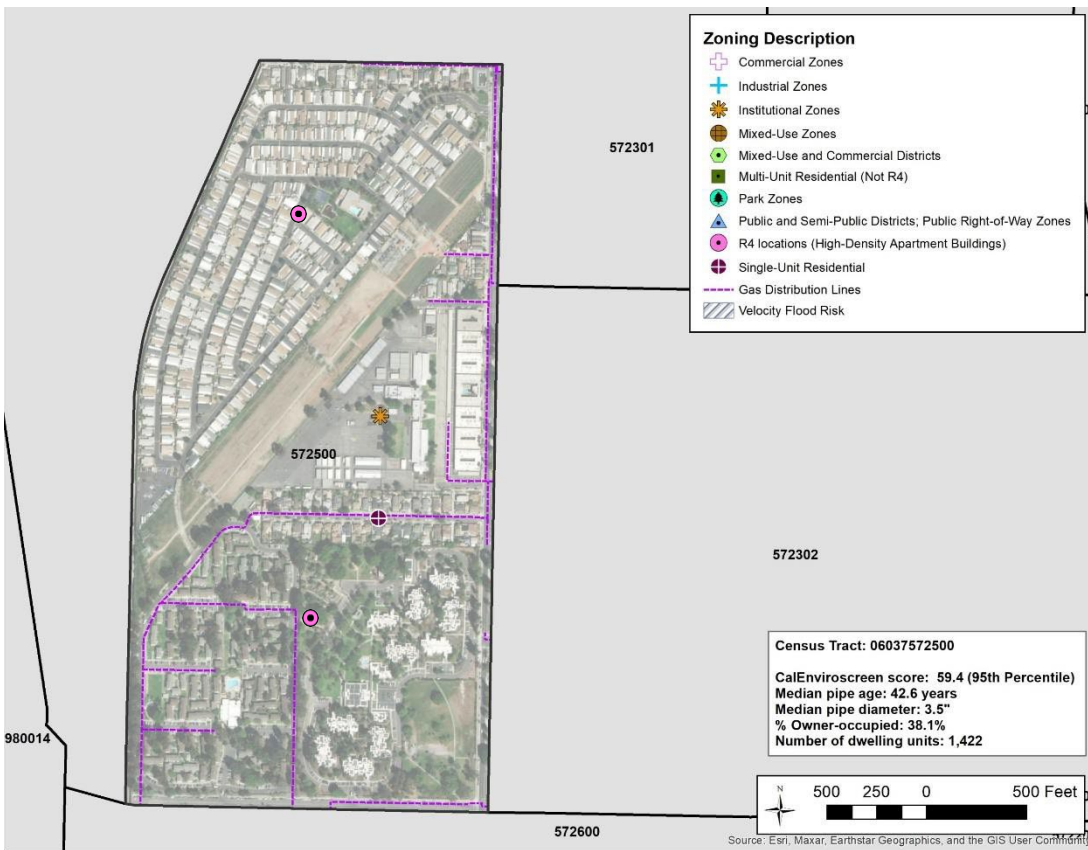 Zoning Description
Commercial Zones
Industrial Zones
Institutional Zones
Mixed-Use Zones
Mixed-Use and Commercial Districts
Multi-Unit Residential (Not R4)
Park Zones
Public and Semi-Public Districts; Public Right-of-Way Zones
R4 locations (High-Density Apartment Buildings)
Single-Unit Residential
Gas Distribution Lines
Velocity Flood Risk
572301
572500
572302
Census Tract: 06037572500
CalEnviroscreen score: 59.4 (95th Percentile)
Median pipe age: 42.6 years
Median pipe diameter: 3.5"
% Owner-occupied: 38.1%
Number of dwelling units: 1,422
980014
N
500 250 0 500 Feet
572600
Source: Esri, Maxar, Earthstar Geographics, and the GIS User Community